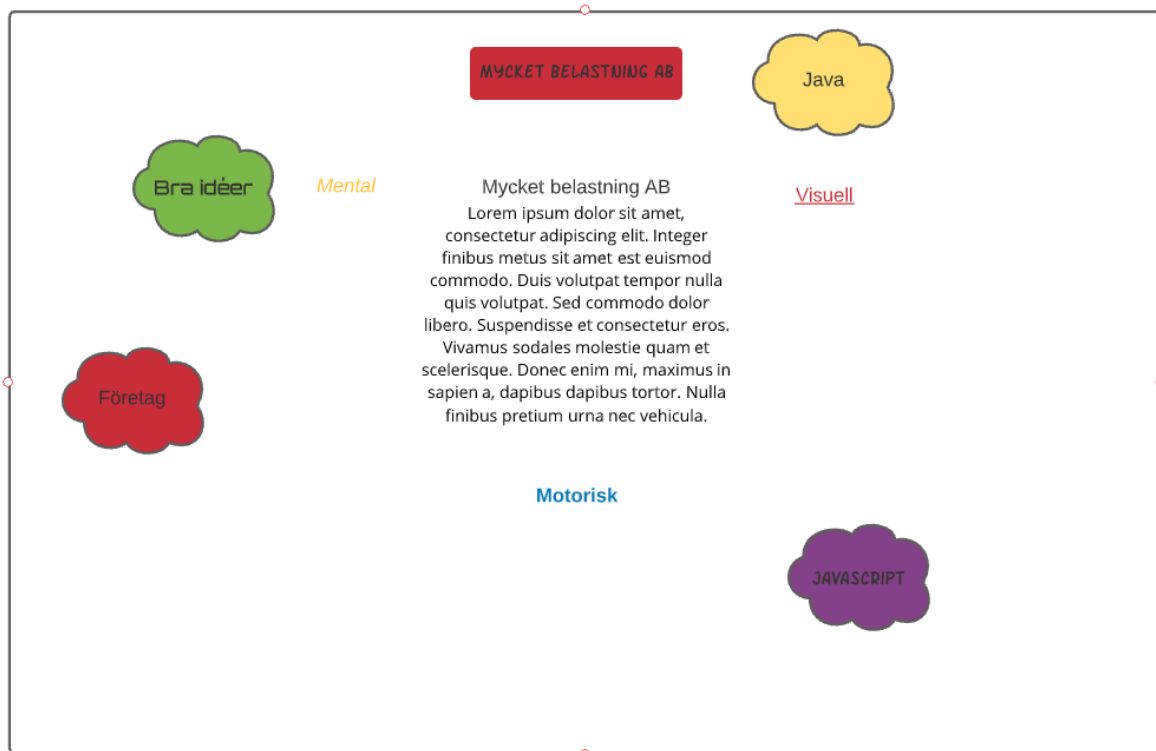 MYCKET BELASTNING AB
Java
Bra idéer
Mental
Mycket belastning AB
Visuell
Lorem ipsum dolor sit amet,
consectetur adipiscing elit. Integer
finibus metus sit amet est euismod
commodo. Duis volutpat tempor nulla
quis volutpat. Sed commodo dolor
libero. Suspendisse et consectetur eros.
Vivamus sodales molestie quam et
scelerisque. Donec enim mi, maximus in
sapien a, dapibus dapibus tortor. Nulla
finibus pretium urna nec vehicula.
Företag
Motorisk
JAVASCRIPT